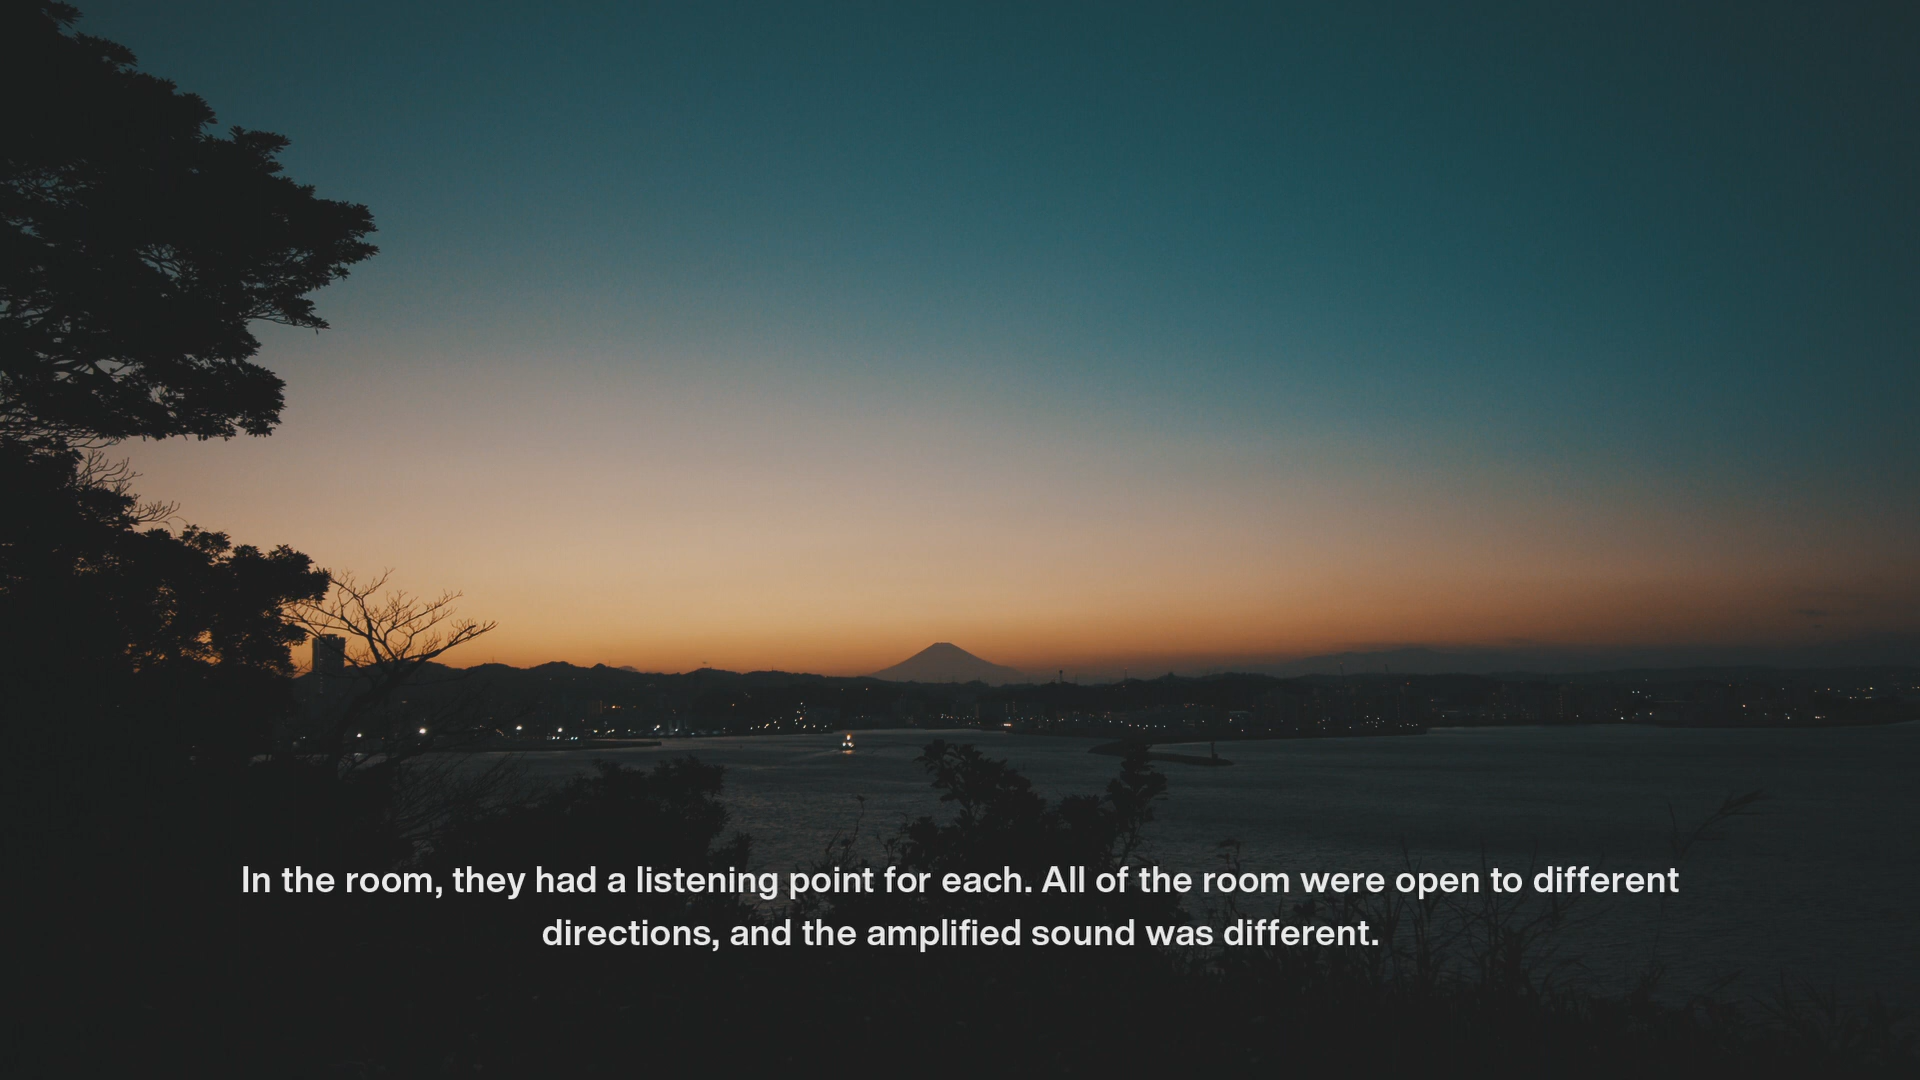 In the room, they had a listening point for each. All of the room were open to different
directions, and the amplified sound was different.